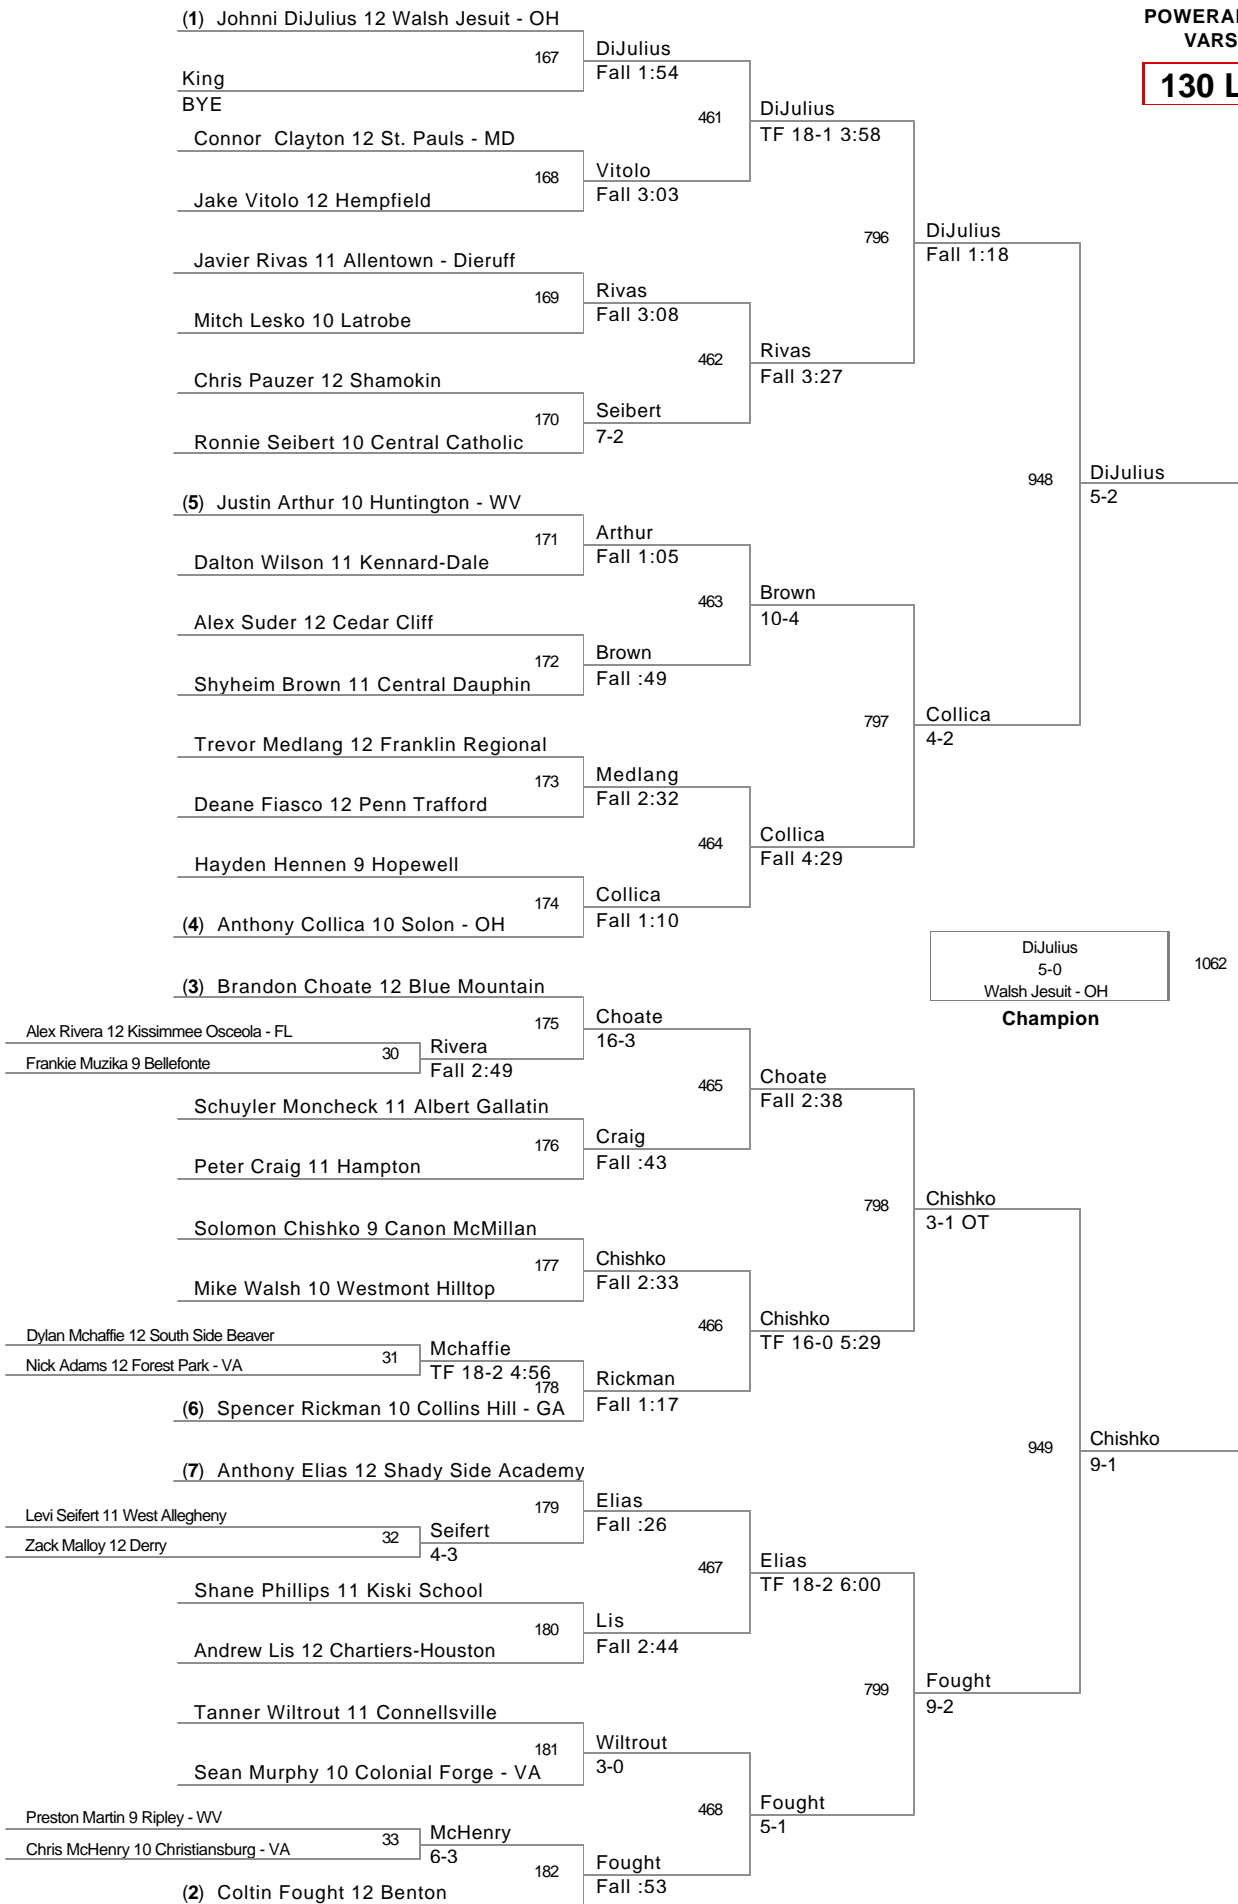 (1) Johnni DiJulius 12 Walsh Jesuit - OH
167
DiJulius
Fall 1:54
King
BYE
461
DiJulius
TF 18-1 3:58
Connor Clayton 12 St. Pauls - MD
168
Vitolo
Fall 3:03
Jake Vitolo 12 Hempfield
796
DiJulius
Fall 1:18
Javier Rivas 11 Allentown - Dieruff
169
Rivas
Fall 3:08
Mitch Lesko 10 Latrobe
462
Rivas
Fall 3:27
Chris Pauzer 12 Shamokin
170
Seibert
7-2
Ronnie Seibert 10 Central Catholic
948
DiJulius
5-2
(5) Justin Arthur 10 Huntington - WV
171
Arthur
Fall 1:05
Dalton Wilson 11 Kennard-Dale
463
Brown
10-4
Alex Suder 12 Cedar Cliff
172
Brown
Fall :49
Shyheim Brown 11 Central Dauphin
797
Collica
4-2
Trevor Medlang 12 Franklin Regional
173
Medlang
Fall 2:32
Deane Fiasco 12 Penn Trafford
464
Collica
Fall 4:29
Hayden Hennen 9 Hopewell
174
Collica
Fall 1:10
(4) Anthony Collica 10 Solon - OH
DiJulius
5-0
Walsh Jesuit - OH
1062
Champion
(3) Brandon Choate 12 Blue Mountain
175
Choate
16-3
Alex Rivera 12 Kissimmee Osceola - FL
30
Rivera
Fall 2:49
Frankie Muzika 9 Bellefonte
465
Choate
Fall 2:38
Schuyler Moncheck 11 Albert Gallatin
176
Craig
Fall :43
Peter Craig 11 Hampton
798
Chishko
3-1 OT
Solomon Chishko 9 Canon McMillan
177
Chishko
Fall 2:33
Mike Walsh 10 Westmont Hilltop
466
Chishko
TF 16-0 5:29
Dylan Mchaffie 12 South Side Beaver
31
Mchaffie
TF 18-2 4:56
Nick Adams 12 Forest Park - VA
178
Rickman
Fall 1:17
(6) Spencer Rickman 10 Collins Hill - GA
949
Chishko
9-1
(7) Anthony Elias 12 Shady Side Academy
179
Elias
Fall :26
Levi Seifert 11 West Allegheny
32
Seifert
4-3
Zack Malloy 12 Derry
467
Elias
TF 18-2 6:00
Shane Phillips 11 Kiski School
180
Lis
Fall 2:44
Andrew Lis 12 Chartiers-Houston
799
Fought
9-2
Tanner Wiltrout 11 Connellsville
181
Wiltrout
3-0
Sean Murphy 10 Colonial Forge - VA
468
Fought
5-1
Preston Martin 9 Ripley - WV
33
McHenry
6-3
Chris McHenry 10 Christiansburg - VA
182
Fought
Fall :53
(2) Coltin Fought 12 Benton
VARS
130 L